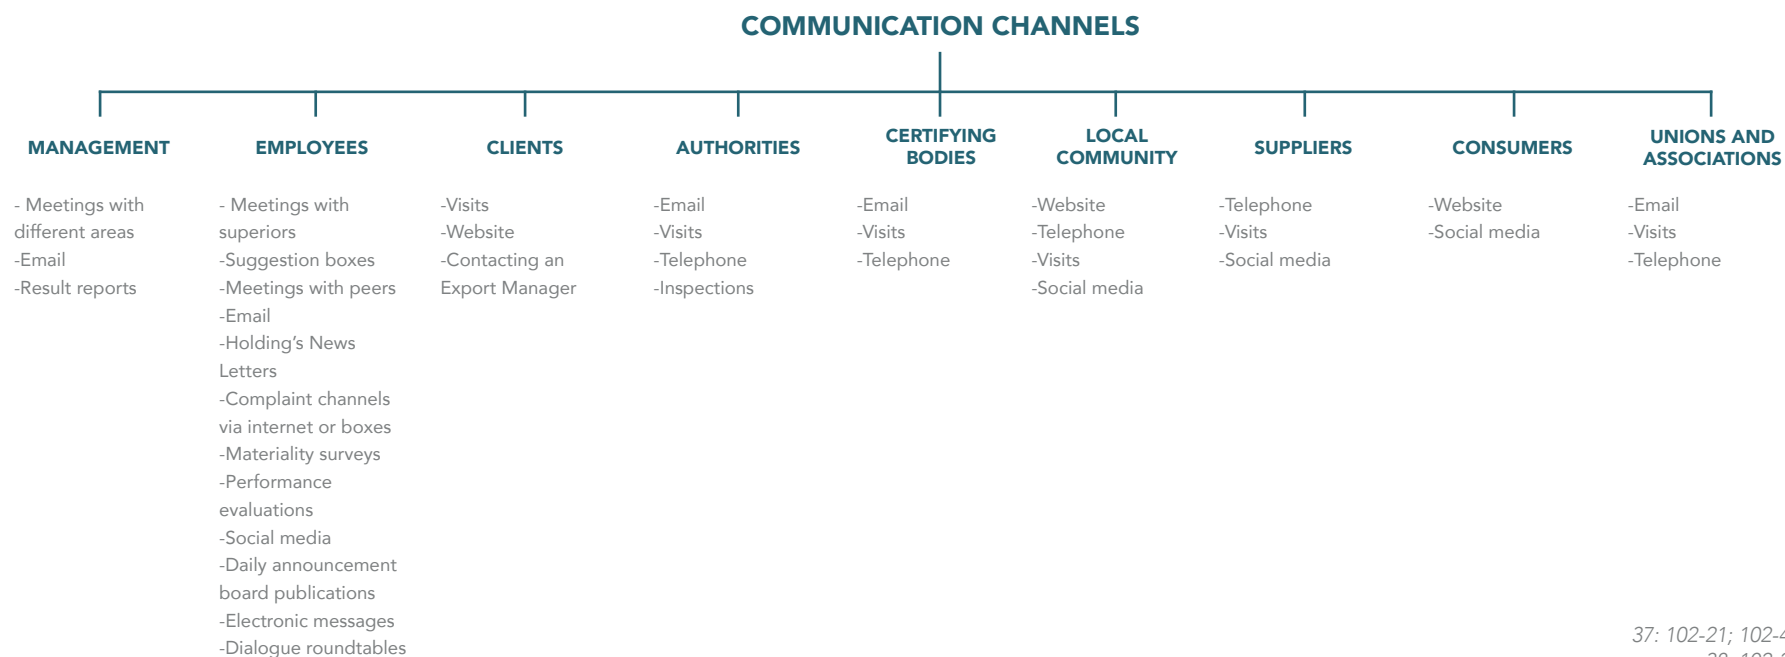 COMMUNICATION CHANNELS
MANAGEMENT
- Meetings with
different areas
-Email
-Result reports
EMPLOYEES
- Meetings with
superiors
-Suggestion boxes
-Meetings with peers
-Email
-Holding’s News
Letters
-Complaint channels
via internet or boxes
-Materiality surveys
-Performance
evaluations
-Social media
-Daily announcement
board publications
-Electronic messages
-Dialogue roundtables
CLIENTS
-Visits
-Website
-Contacting an
Export Manager
AUTHORITIES
-Email
-Visits
-Telephone
-Inspections
CERTIFYING
BODIES
-Email
-Visits
-Telephone
LOCAL
COMMUNITY
-Website
-Telephone
-Visits
-Social media
SUPPLIERS
-Telephone
-Visits
-Social media
CONSUMERS
-Website
-Social media
UNIONS AND
ASSOCIATIONS
-Email
-Visits
-Telephone
37: 102-21;